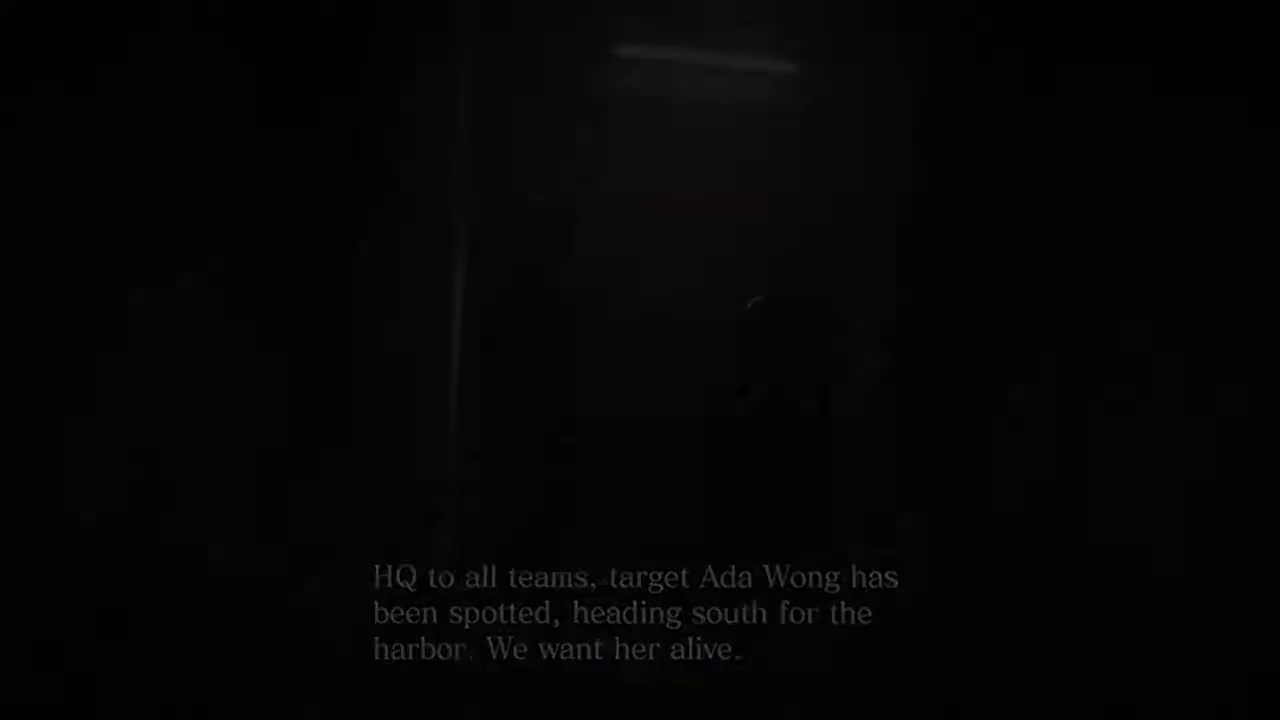 HQ to all teams, target Ada Wong has
been spotted, heading south for the
harbor. We want her alive.